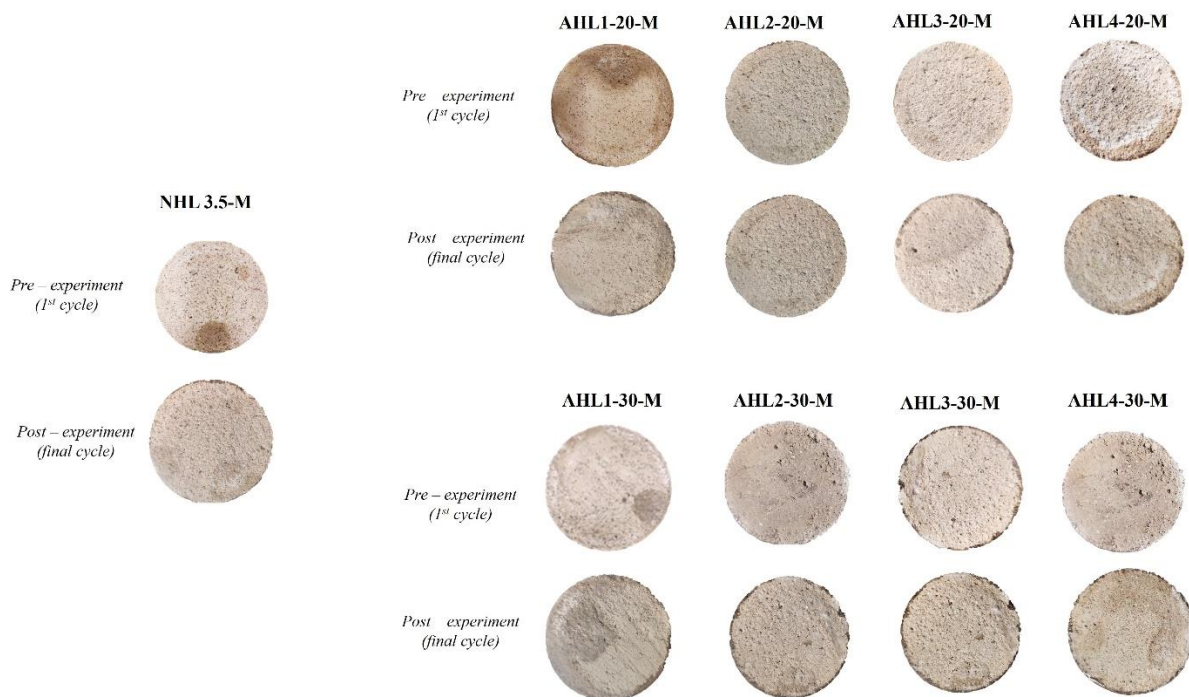 AHL1-20-M AHL2-20-M AHL3-20-M AHL4-20-M
Pre experiment
(1st cycle)
Post experiment
(final cycle)
NHL 3.5-M
Pre – experiment
(1st cycle)
Post – experiment
(final cycle)
AHL1-30-M AHL2-30-M AHL3-30-M AHL4-30-M
Pre – experiment
(1st cycle)
Post experiment
(final cycle)